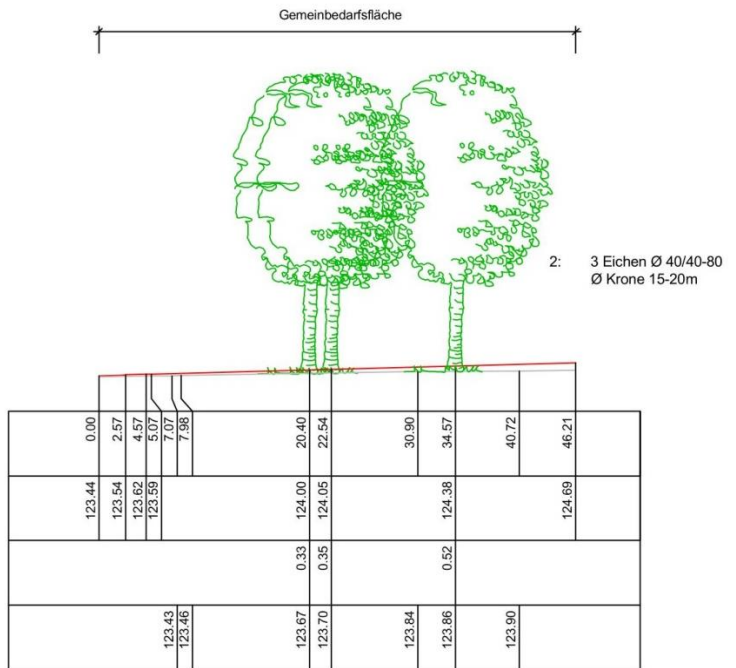 Gemeinbedarfsfläche
2: 3 Eichen Ø 40/40-80
Ø Krone 15-20m
0.00 2.57 4.57 5.07 7.07 7.98 20.40 22.54 30.90 34.57 40.72 46.21
123.44 123.54 123.62 123.59 124.00 124.05 124.38 124.69
0.33 0.35 0.52
123.43 123.46 123.67 123.70 123.84 123.86 123.90